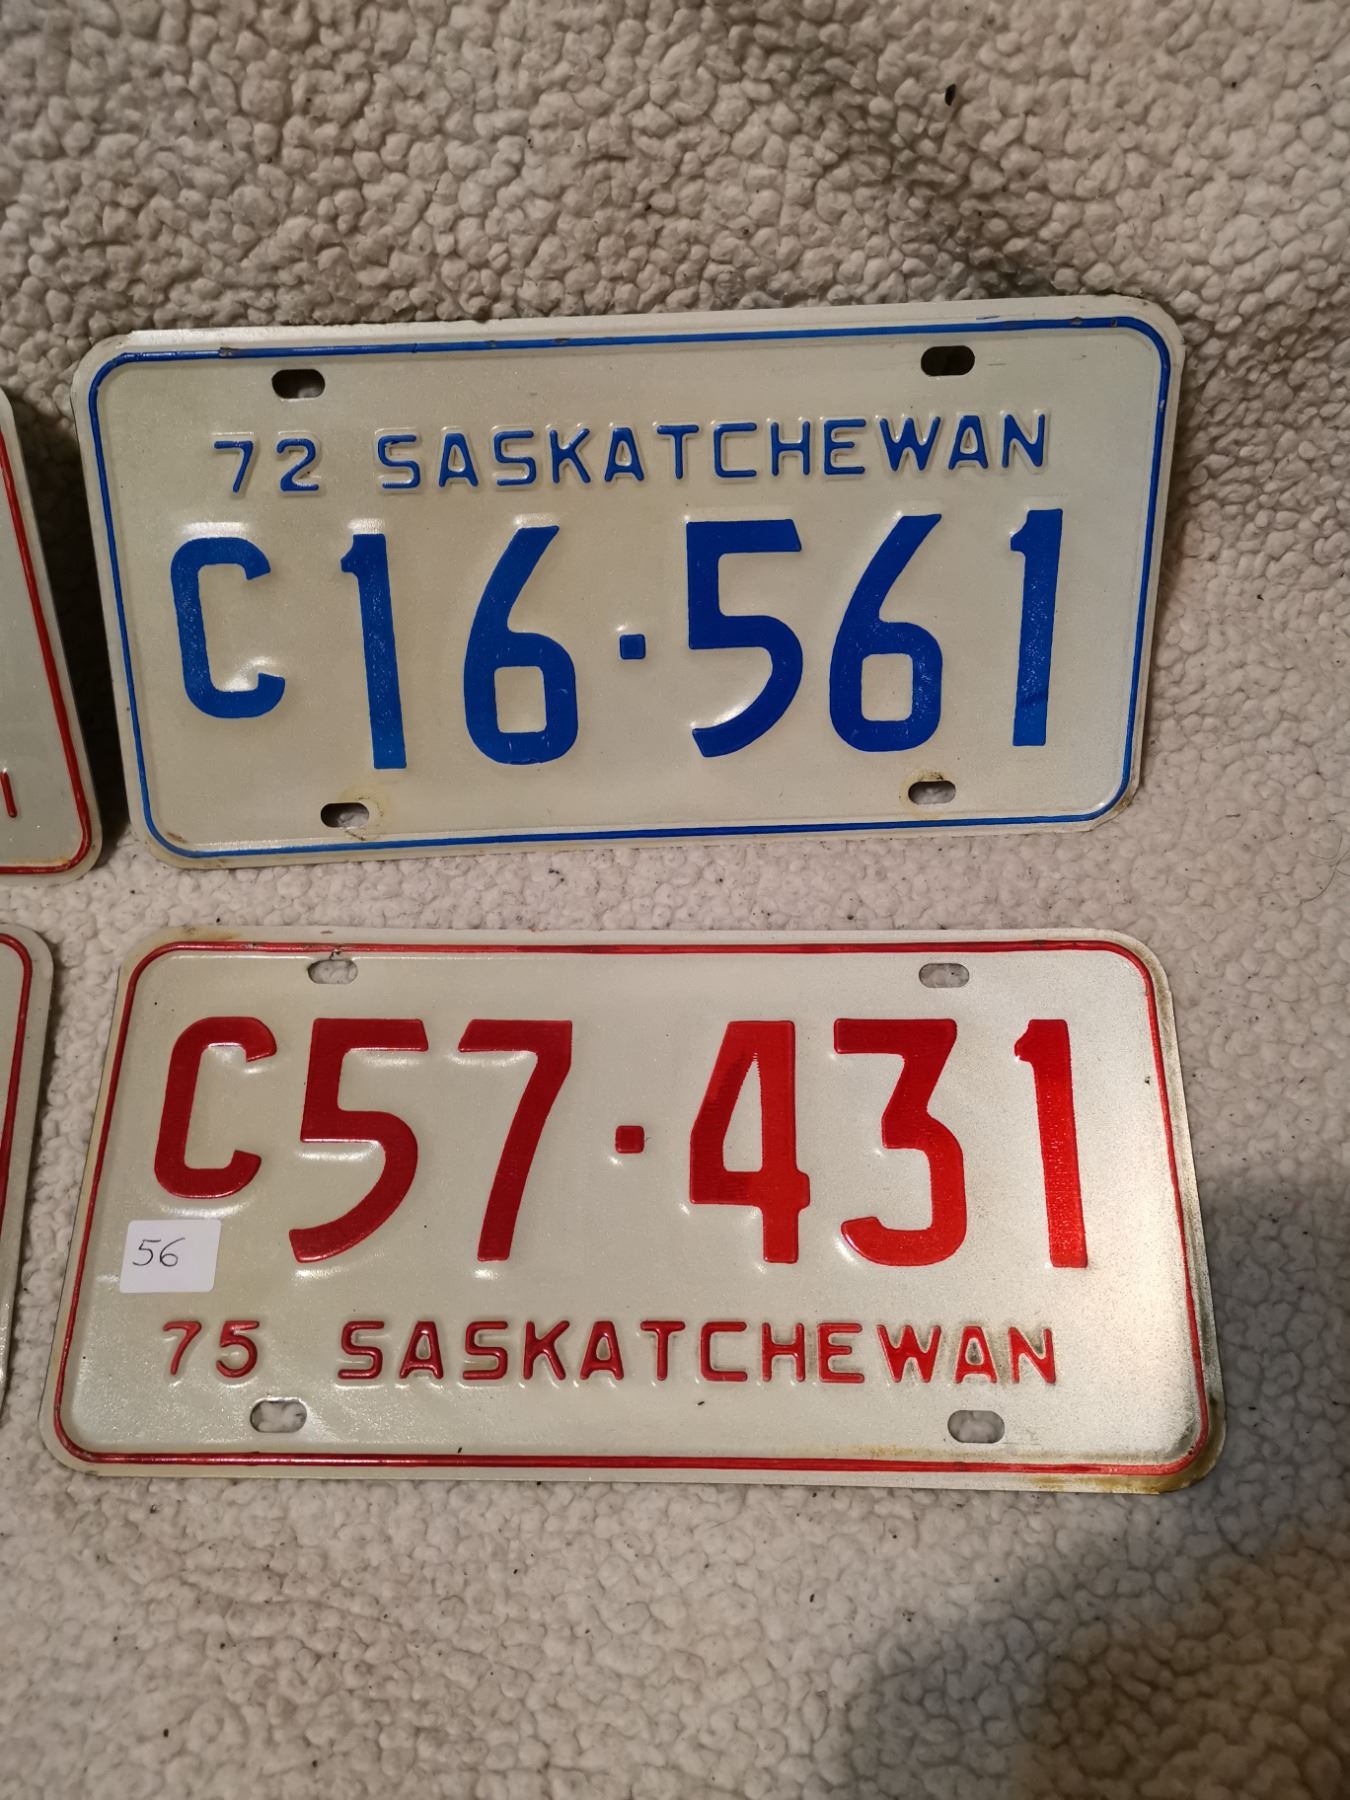 72 SASKATCHEWAN
C16·561
C57·431
56
75 SASKATCHEWAN